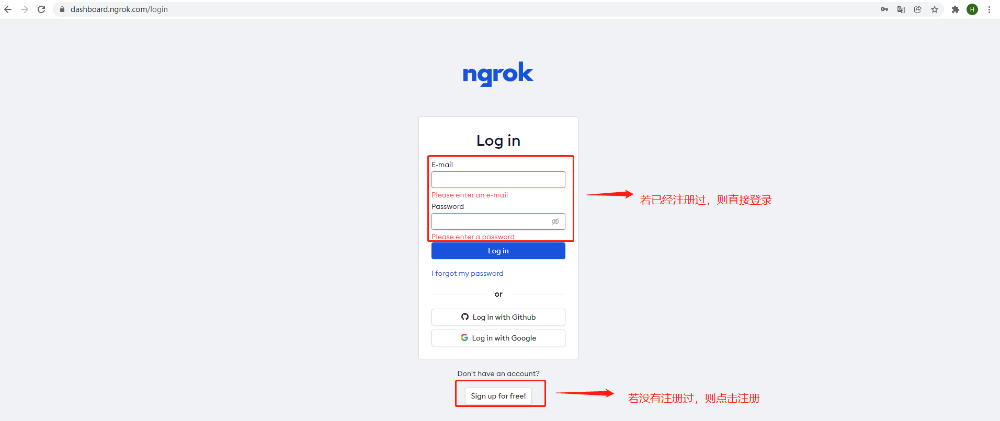 dashboard.ngrok.com/login
H
ngrok
Log in
E-mail
Please enter an e-mail
若已经注册过，则直接登录
Password
Please enter a password
Log in
I forgot my password
or
Log in with Github
Log in with Google
Don't have an account?
Sign up for free!
若没有注册过，则点击注册